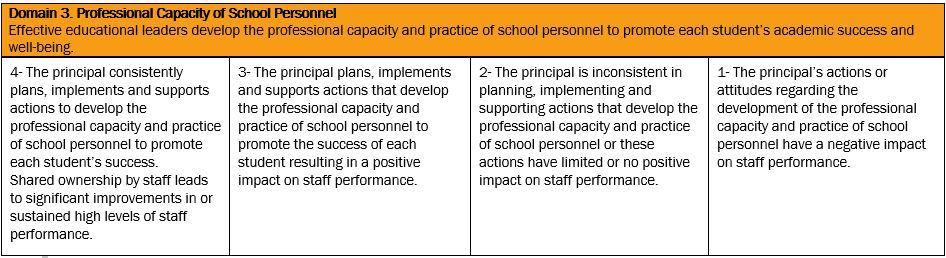 Domain 3. Professional Capacity of School Personnel
Effective educational leaders develop the professional capacity and practice of school personnel to promote each student's academic success and
well-being.
4- The principal consistently
plans, implements and supports
actions to develop the
professional capacity and practice
of school personnel to promote
each student's success.
Shared ownership by staff leads
to significant improvements in or
sustained high levels of staff
performance.
3- The principal plans, implements
and supports actions that develop
the professional capacity and
practice of school personnel to
promote the success of each
student resulting in a positive
impact on staff performance.
2- The principal is inconsistent in
planning, implementing and
supporting actions that develop the
professional capacity and practice
of school personnel or these
actions have limited or no positive
impact on staff performance.
1- The principal's actions or
attitudes regarding the
development of the professional
capacity and practice of school
personnel have a negative impact
on staff performance.